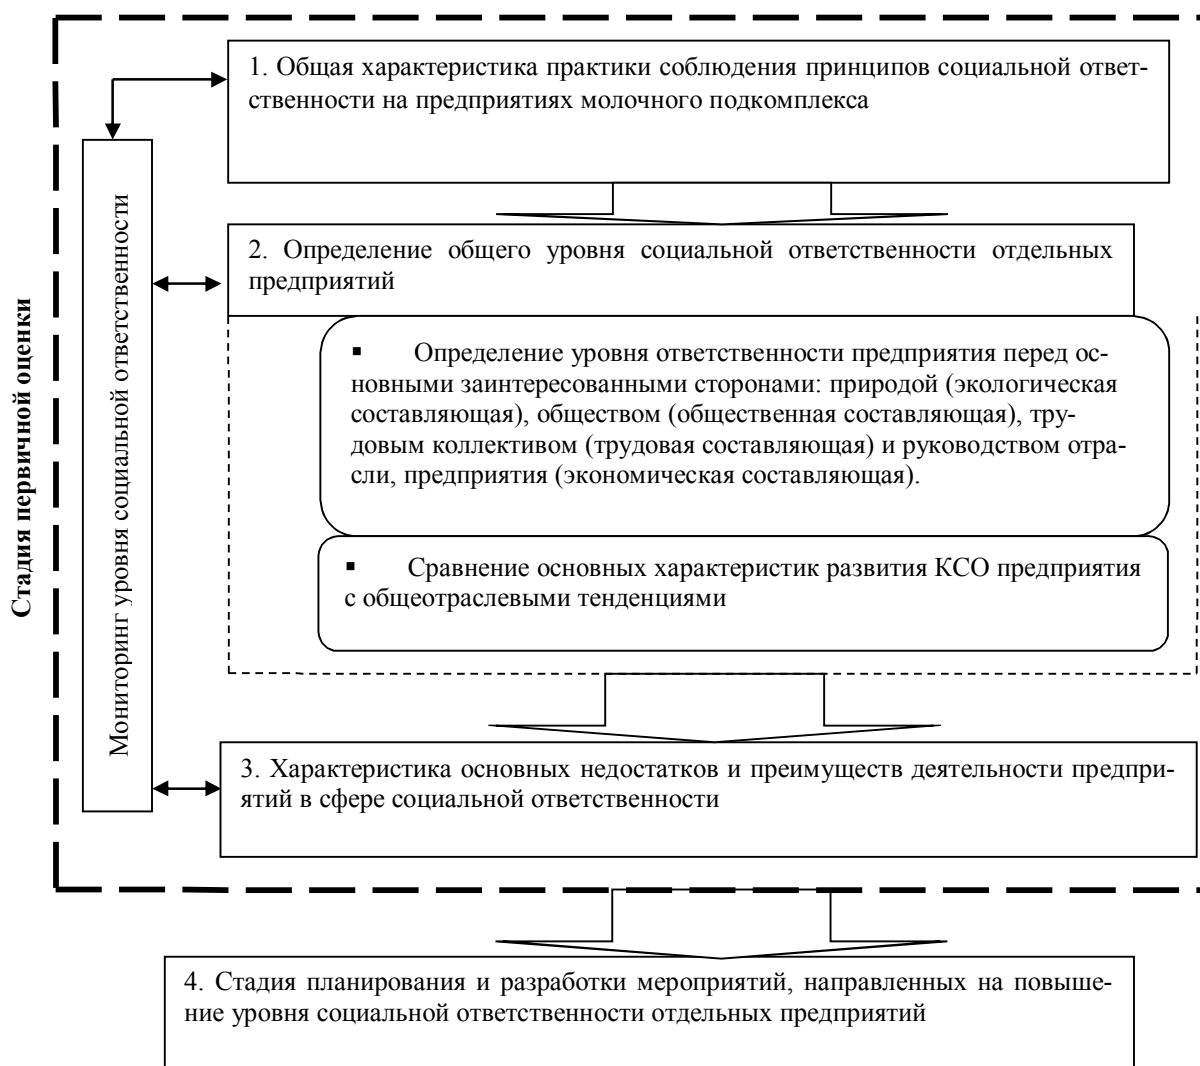 1. Общая характеристика практики соблюдения принципов социальной ответ-
ственности на предприятиях молочного подкомплекса
Стадия первичной оценки
Мониторинг уровня социальной ответственности
2. Определение общего уровня социальной ответственности отдельных
предприятий
▪ Определение уровня ответственности предприятия перед ос-
новными заинтересованными сторонами: природой (экологическая
составляющая), обществом (общественная составляющая), тру-
довым коллективом (трудовая составляющая) и руководством отра-
сли, предприятия (экономическая составляющая).
▪ Сравнение основных характеристик развития КСО предприятия
с общеотраслевыми тенденциями
3. Характеристика основных недостатков и преимуществ деятельности предпри-
ятий в сфере социальной ответственности
4. Стадия планирования и разработки мероприятий, направленных на повыше-
ние уровня социальной ответственности отдельных предприятий